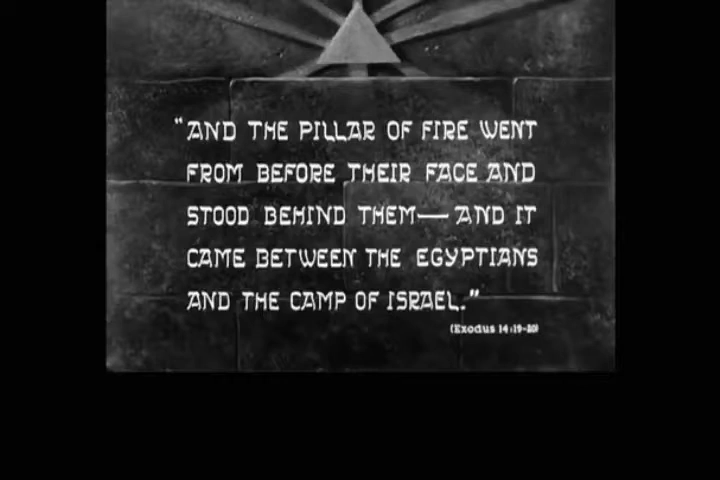 "AND THE PILLAR OF FIRE WENT
FROM BEFORE THEIR FACE AND
STOOD BEHIND THEM—AND IT
CAME BETWEEN THE EGYPTIANS
AND THE CAMP OF ISRAEL."
(Exodus 14:19-20)